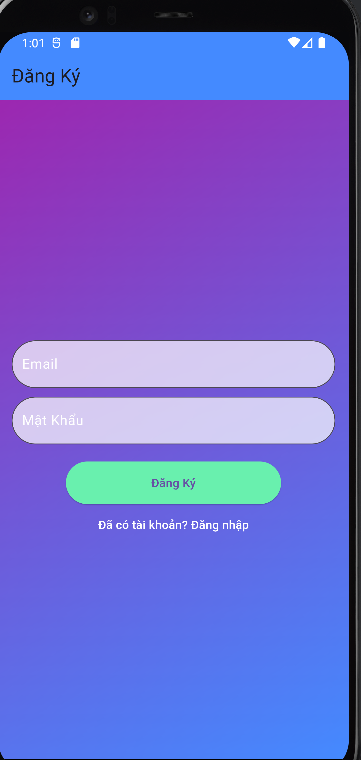 1:01
Đăng Ký
Email
Mật Khẩu
Đăng Ký
Đã có tài khoản? Đăng nhập